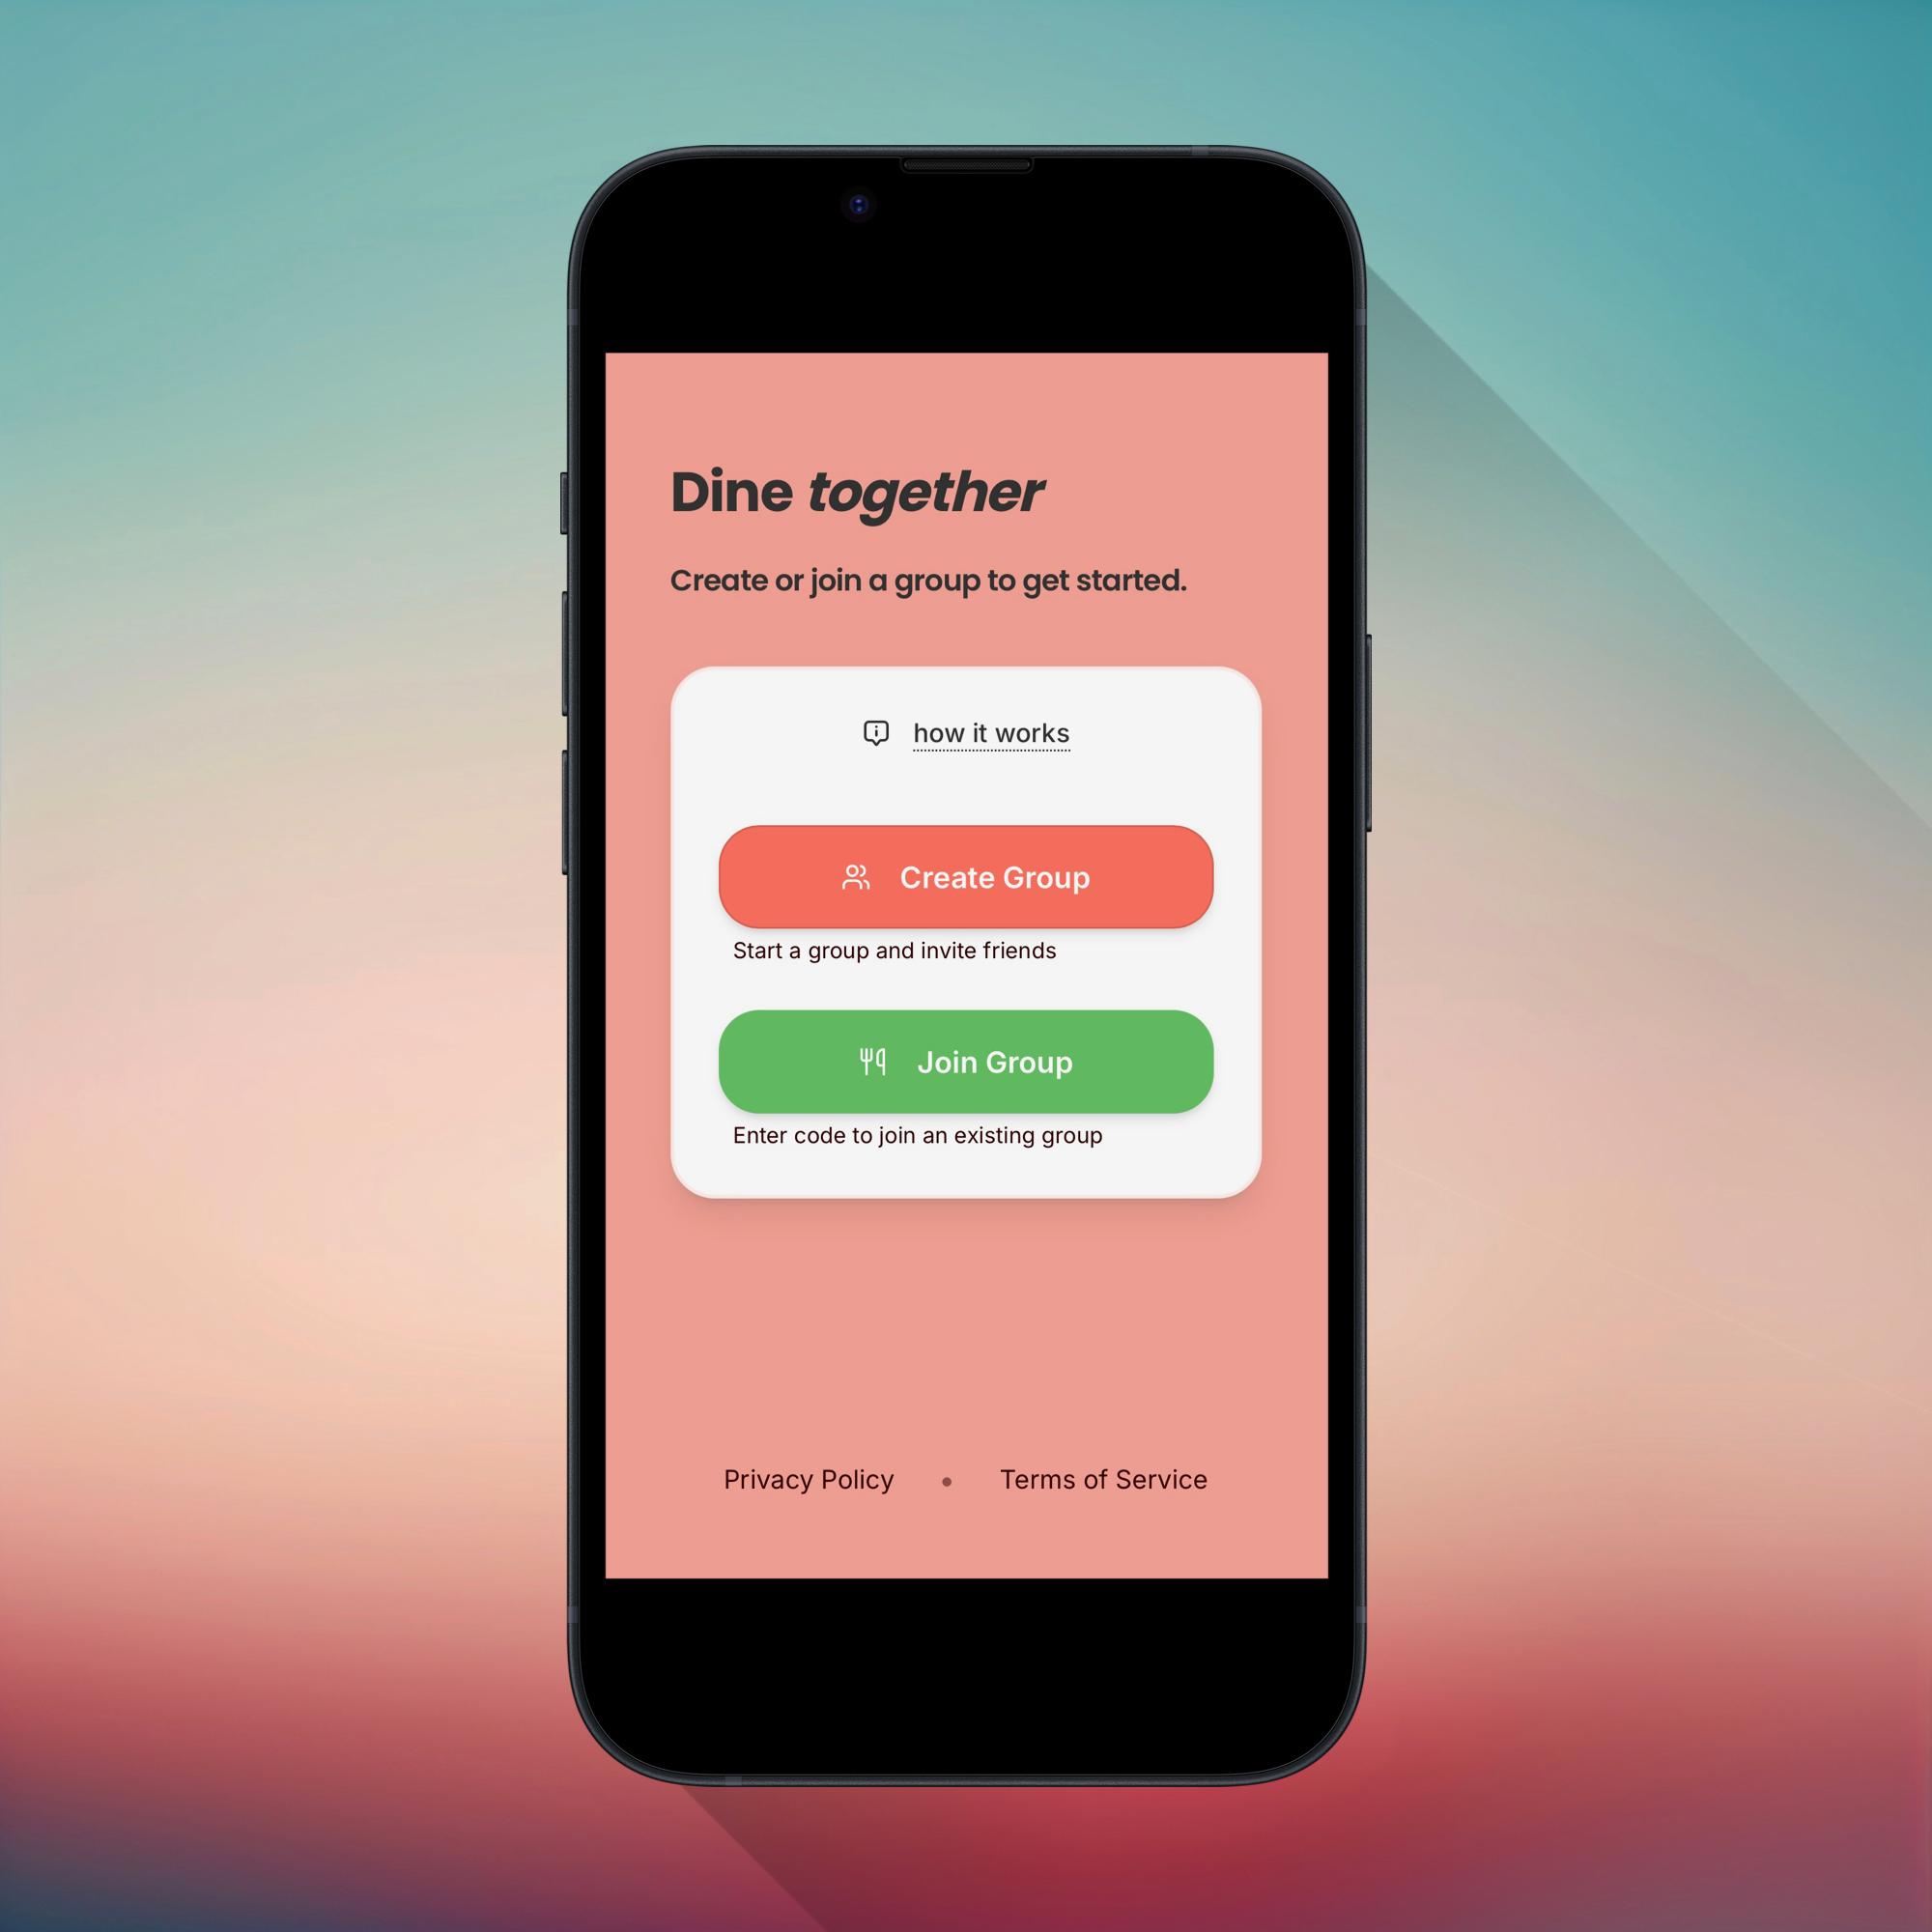 Dine together
Create or join a group to get started.
how it works
Create Group
Start a group and invite friends
Join Group
Enter code to join an existing group
Privacy Policy • Terms of Service